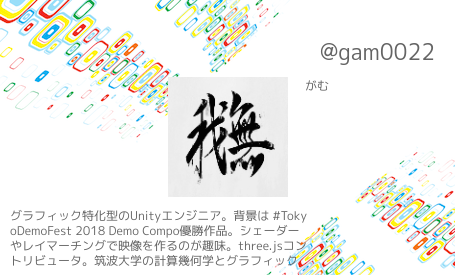 @gam0022
がむ
我無
グラフィック特化型のUnityエンジニア。背景は #Toky
oDemoFest 2018 Demo Compo優勝作品。シェーダー
やレイマーチングで映像を作るのが趣味。three.jsコン
トリビュータ。筑波大学の計算幾何学とグラフィック